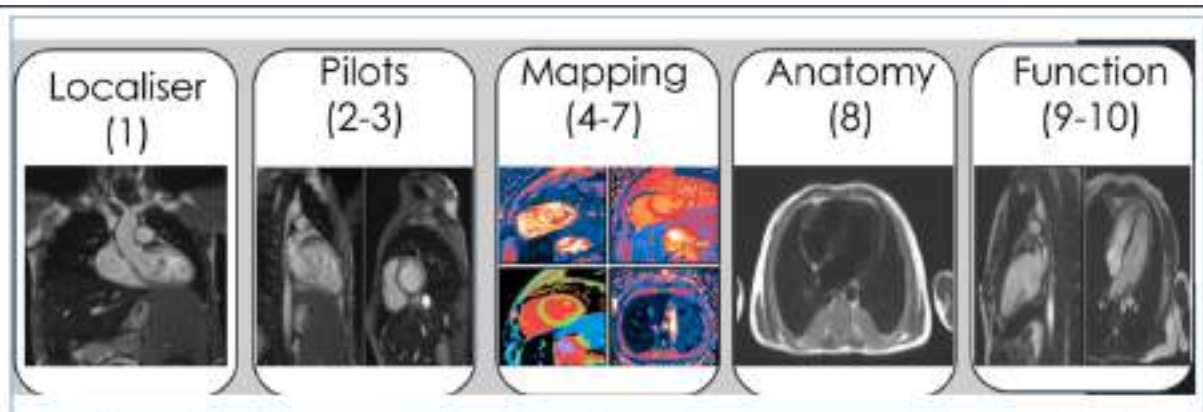 Localiser
(1)
Pilots
(2-3)
Mapping
(4-7)
Anatomy
(8)
Function
(9-10)